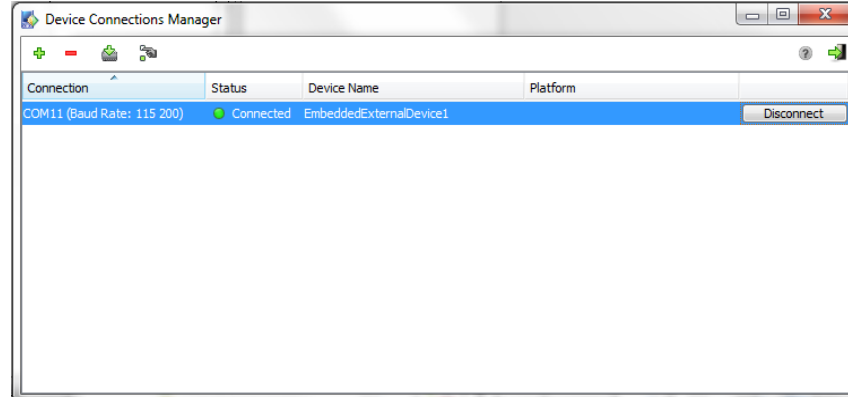 Device Connections Manager
Connection Status Device Name Platform
COM11 (Baud Rate: 115 200) Connected EmbeddedExternalDevice1 Disconnect